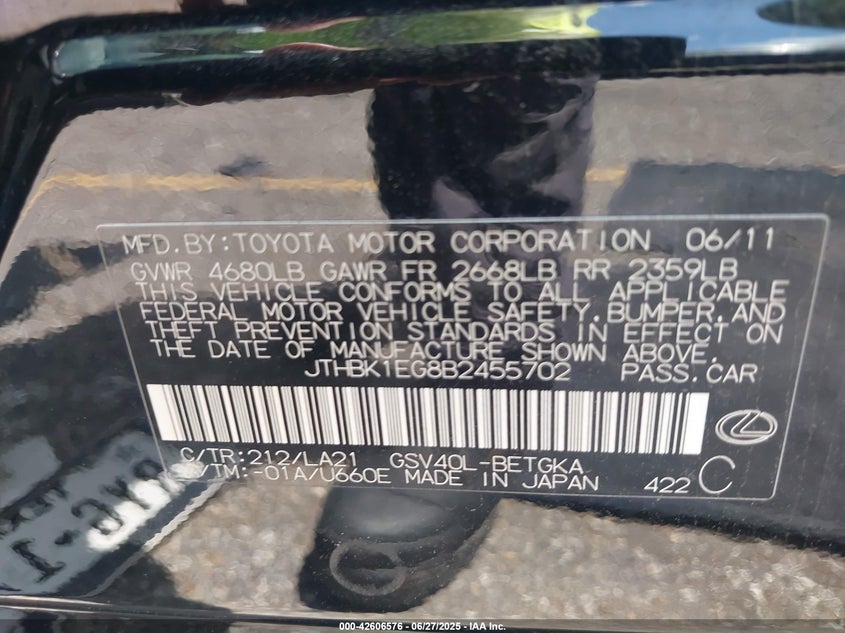 MFD.BY:TOYOTA MOTOR CORPORATION 06/11
GVWR 4680LB GAWR FR 2668LB RR 2359LB
THIS VEHICLE CONFORMS TO ALL APPLICABLE
FEDERAL MOTOR VEHICLE SAFETY,BUMPER,AND
THEFT PREVENTION STANDARDS IN EFFECT ON
THE DATE OF MANUFACTURE SHOWN ABOVE.
JTHBK1EG8B2455702 PASS.CAR
C/TR:212/LA21 GSV40L-BETGKA
/TM:-01A/U660E MADE IN JAPAN 422 C
000-42606576 - 06/27/2025 - IAA Inc.